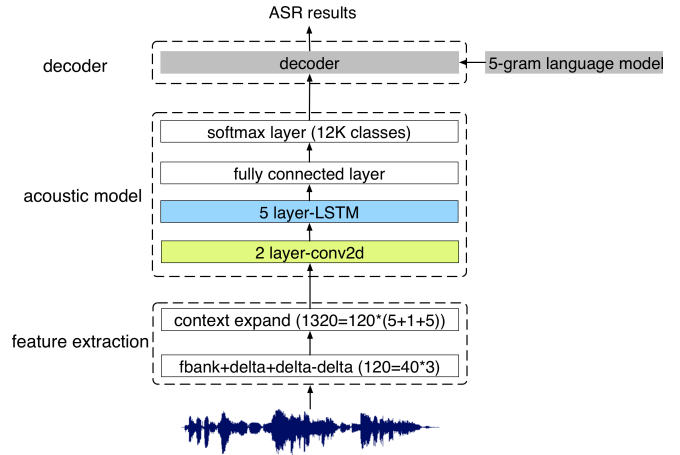 ASR results
decoder
decoder
5-gram language model
softmax layer (12K classes)
fully connected layer
acoustic model
5 layer-LSTM
2 layer-conv2d
context expand (1320=120*(5+1+5))
feature extraction
fbank+delta+delta-delta (120=40*3)